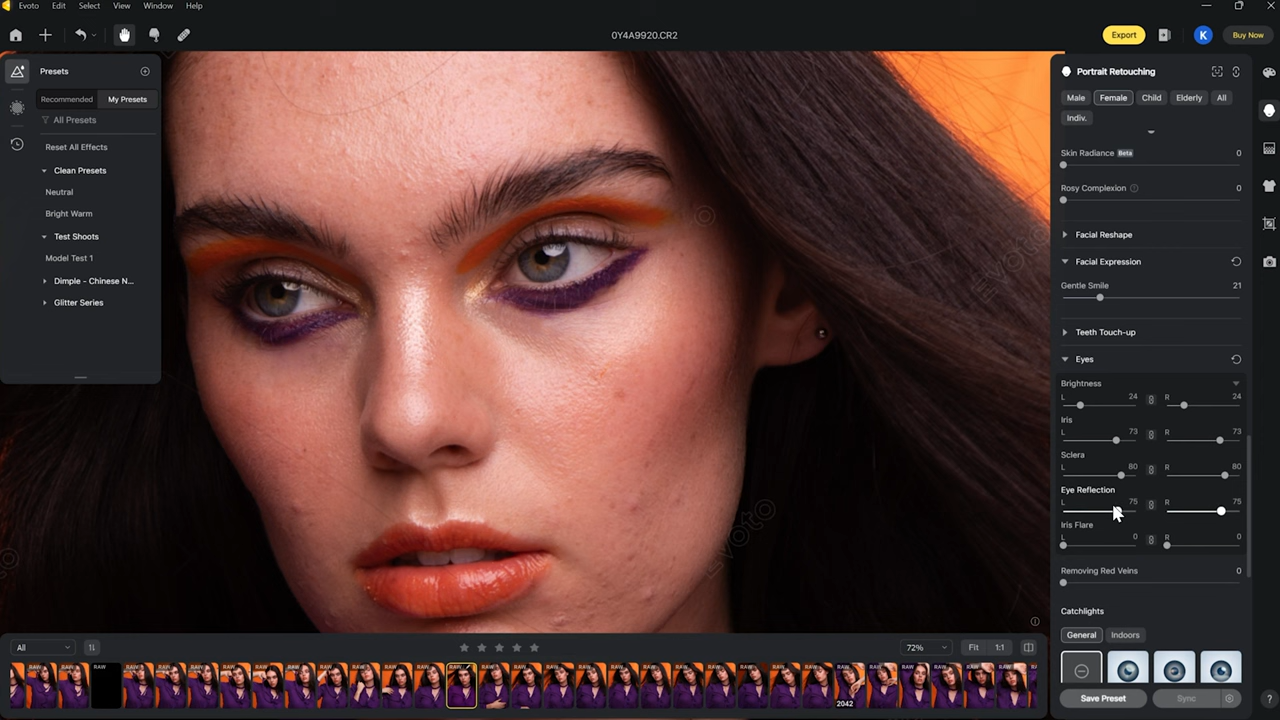 Evoto Edit Select View Window Help
0Y4A9920.CR2
Export
K
Buy Now
Presets
Recommended My Presets
All Presets
Reset All Effects
Clean Presets
Neutral
Bright Warm
Test Shoots
Model Test 1
Dimple - Chinese N...
Glitter Series
Portrait Retouching
Male Female Child Elderly All
Indiv.
Skin Radiance Beta 0
Rosy Complexion 0
Facial Reshape
Facial Expression
Gentle Smile 21
Teeth Touch-up
Eyes
Brightness
L 24 R 24
Iris
L 73 R 73
Sclera
L 80 R 80
Eye Reflection
L 75 R 75
Iris Flare
L 0 R 0
Removing Red Veins 0
Catchlights
General Indoors
Save Preset Sync
Evoto
All
72% Fit 1:1
RAW
2042